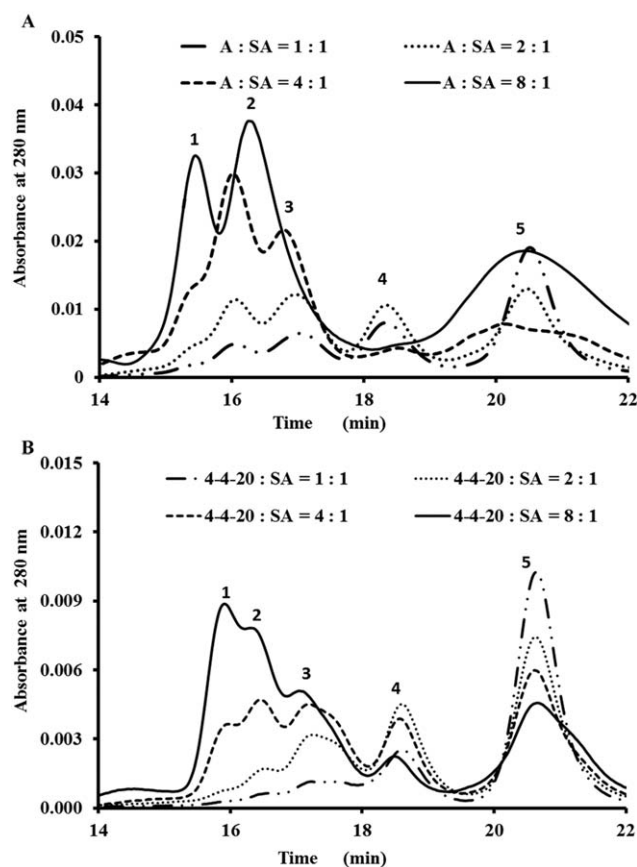 A
0.05
A : SA = 1 : 1
A : SA = 2 : 1
A : SA = 4 : 1
A : SA = 8 : 1
0.04
0.03
0.02
0.01
0
Absorbance at 280 nm
1
2
3
4
5
14
16
18
20
22
Time (min)
B
0.015
4-4-20 : SA = 1 : 1
4-4-20 : SA = 2 : 1
4-4-20 : SA = 4 : 1
4-4-20 : SA = 8 : 1
0.012
0.009
0.006
0.003
0.000
Absorbance at 280 nm
1
2
3
4
5
14
16
18
20
22
Time (min)